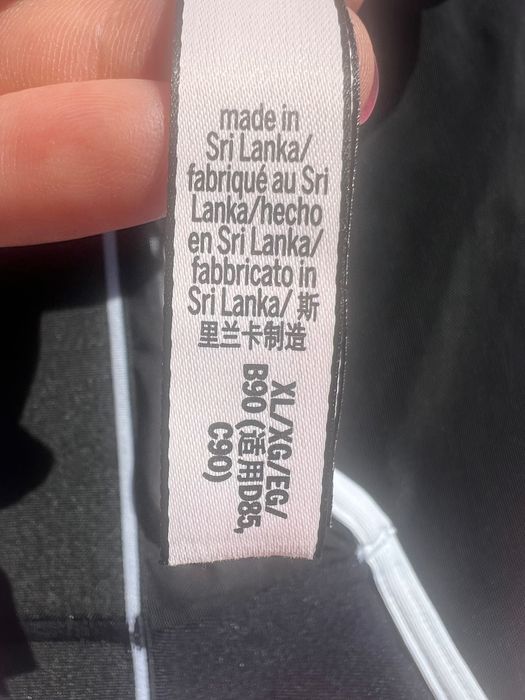 made in
Sri Lanka/
fabriqué au Sri
Lanka/hecho
en Sri Lanka/
fabbricato in
Sri Lanka/ 斯
里兰卡制造
XL/XG/EG/
B90 (适用D85,
C90)